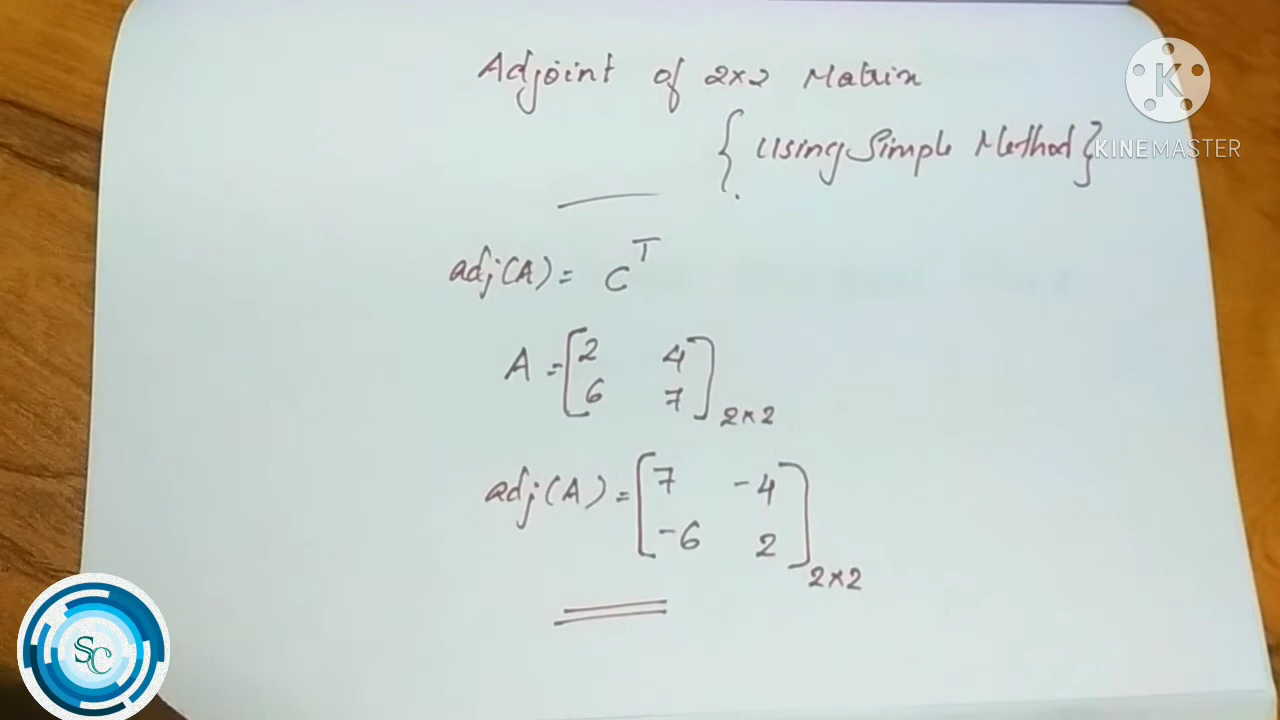 Adjoint of 2×2 Matrix
{Using Simple Method}
KINEMASTER
K
adj(A) = C^T
A = [2 4
6 7] 2×2
adj(A) = [7 -4
-6 2] 2×2
SC